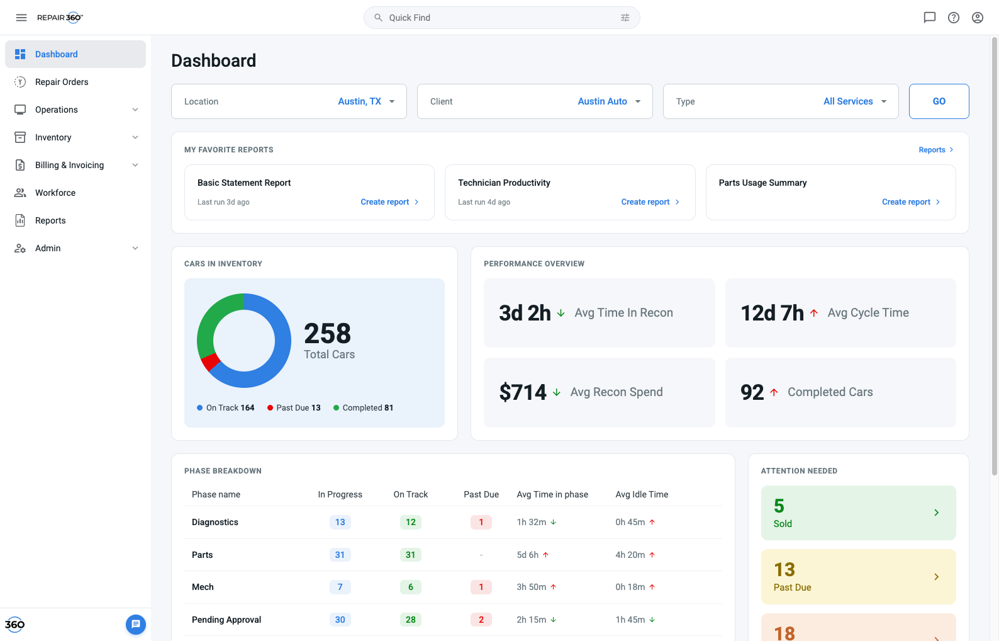 REPAIR 360™
Quick Find
Dashboard
Repair Orders
Operations
Inventory
Billing & Invoicing
Workforce
Reports
Admin
360
Dashboard
Location Austin, TX
Client Austin Auto
Type All Services
GO
MY FAVORITE REPORTS
Reports
Basic Statement Report
Last run 3d ago
Create report
Technician Productivity
Last run 4d ago
Create report
Parts Usage Summary
Create report
CARS IN INVENTORY
258
Total Cars
On Track 164 Past Due 13 Completed 81
PERFORMANCE OVERVIEW
3d 2h Avg Time In Recon
12d 7h Avg Cycle Time
$714 Avg Recon Spend
92 Completed Cars
PHASE BREAKDOWN
Phase name In Progress On Track Past Due Avg Time in phase Avg Idle Time
Diagnostics 13 12 1 1h 32m 0h 45m
Parts 31 31 - 5d 6h 4h 20m
Mech 7 6 1 3h 50m 0h 18m
Pending Approval 30 28 2 2h 15m 1h 45m
ATTENTION NEEDED
5
Sold
13
Past Due
18